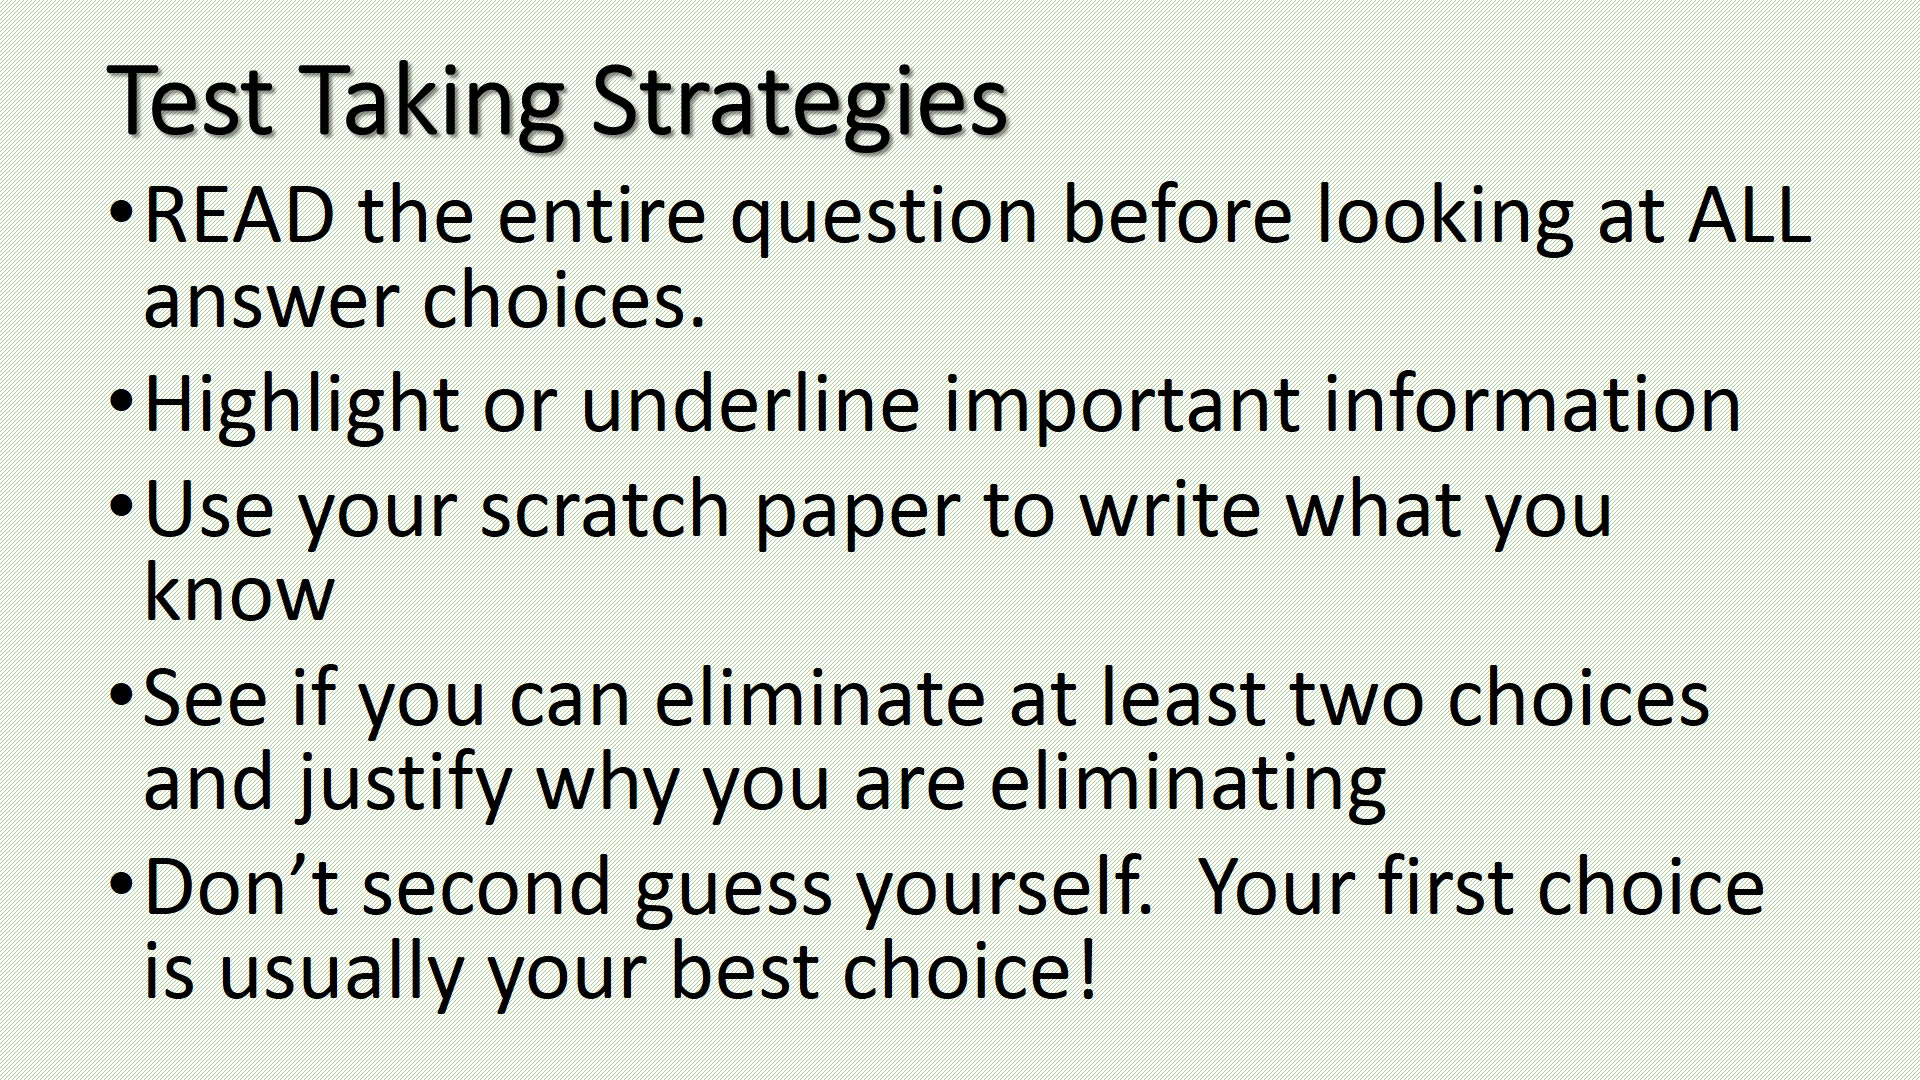 Test Taking Strategies
•READ the entire question before looking at ALL
answer choices.
•Highlight or underline important information
•Use your scratch paper to write what you
know
•See if you can eliminate at least two choices
and justify why you are eliminating
•Don’t second guess yourself.  Your first choice
is usually your best choice!